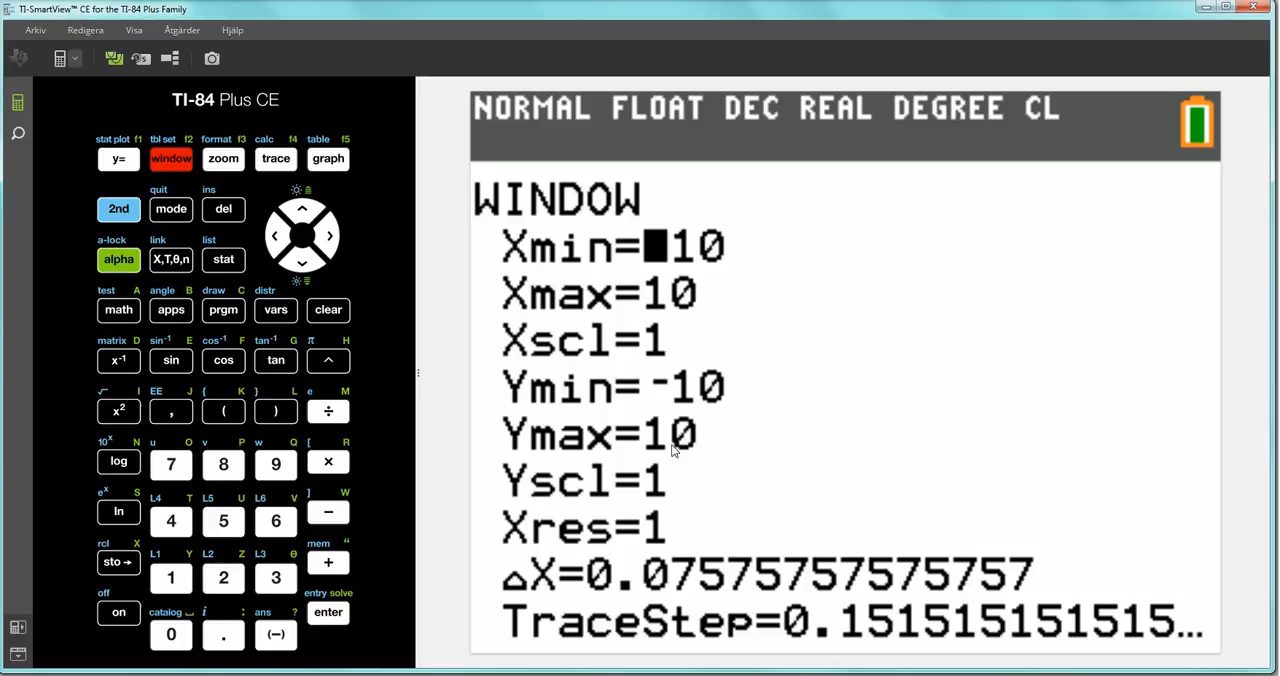 TI-SmartView™ CE for the TI-84 Plus Family
Arkiv Redigera Visa Åtgärder Hjälp
TI-84 Plus CE
stat plot f1 tbl set f2 format f3 calc f4 table f5
y= window zoom trace graph
quit ins
2nd mode del
a-lock link list
alpha X,T,θ,n stat
test A angle B draw C distr
math apps prgm vars clear
matrix D sin⁻¹ E cos⁻¹ F tan⁻¹ G π H
x⁻¹ sin cos tan ^
√ I EE J { K } L e M
x² , ( ) ÷
10ˣ N u O v P w Q [ R
log 7 8 9 ×
eˣ S L4 T L5 U L6 V ] W
ln 4 5 6 −
rcl X L1 Y L2 Z L3 θ mem “
sto→ 1 2 3 +
off catalog ⎵ i : ans ? entry solve
on 0 . (−) enter
NORMAL FLOAT DEC REAL DEGREE CL
WINDOW
Xmin=10
Xmax=10
Xscl=1
Ymin=-10
Ymax=10
Yscl=1
Xres=1
△X=0.07575757575757
TraceStep=0.151515151515…